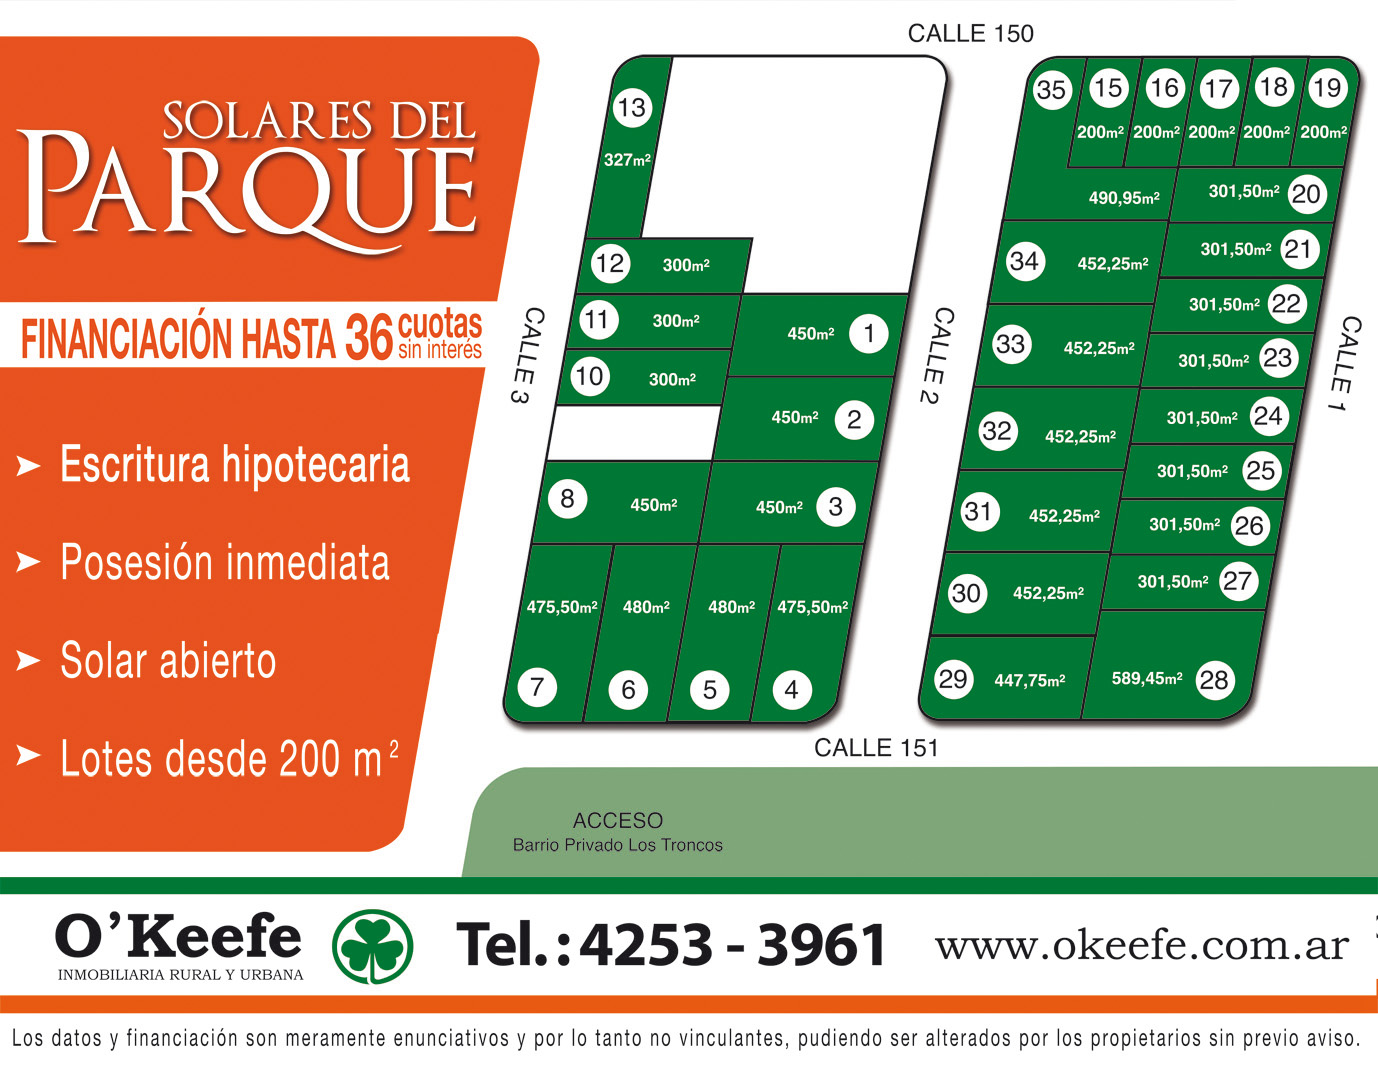 SOLARES DEL
PARQUE
FINANCIACIÓN HASTA 36 cuotas
sin interés
➤ Escritura hipotecaria
➤ Posesión inmediata
➤ Solar abierto
➤ Lotes desde 200 m²
CALLE 150
CALLE 3
CALLE 2
CALLE 1
CALLE 151
13
327m²
12 300m²
11 300m²
10 300m²
450m² 1
450m² 2
8 450m²
450m² 3
475,50m² 480m² 480m² 475,50m²
7 6 5 4
35 15 16 17 18 19
200m² 200m² 200m² 200m² 200m²
490,95m²
301,50m² 20
34 452,25m²
301,50m² 21
301,50m² 22
33 452,25m²
301,50m² 23
32 452,25m²
301,50m² 24
301,50m² 25
31 452,25m²
301,50m² 26
30 452,25m²
301,50m² 27
29 447,75m²
589,45m² 28
ACCESO
Barrio Privado Los Troncos
O'Keefe
INMOBILIARIA RURAL Y URBANA
Tel.: 4253 - 3961
www.okeefe.com.ar
Los datos y financiación son meramente enunciativos y por lo tanto no vinculantes, pudiendo ser alterados por los propietarios sin previo aviso.